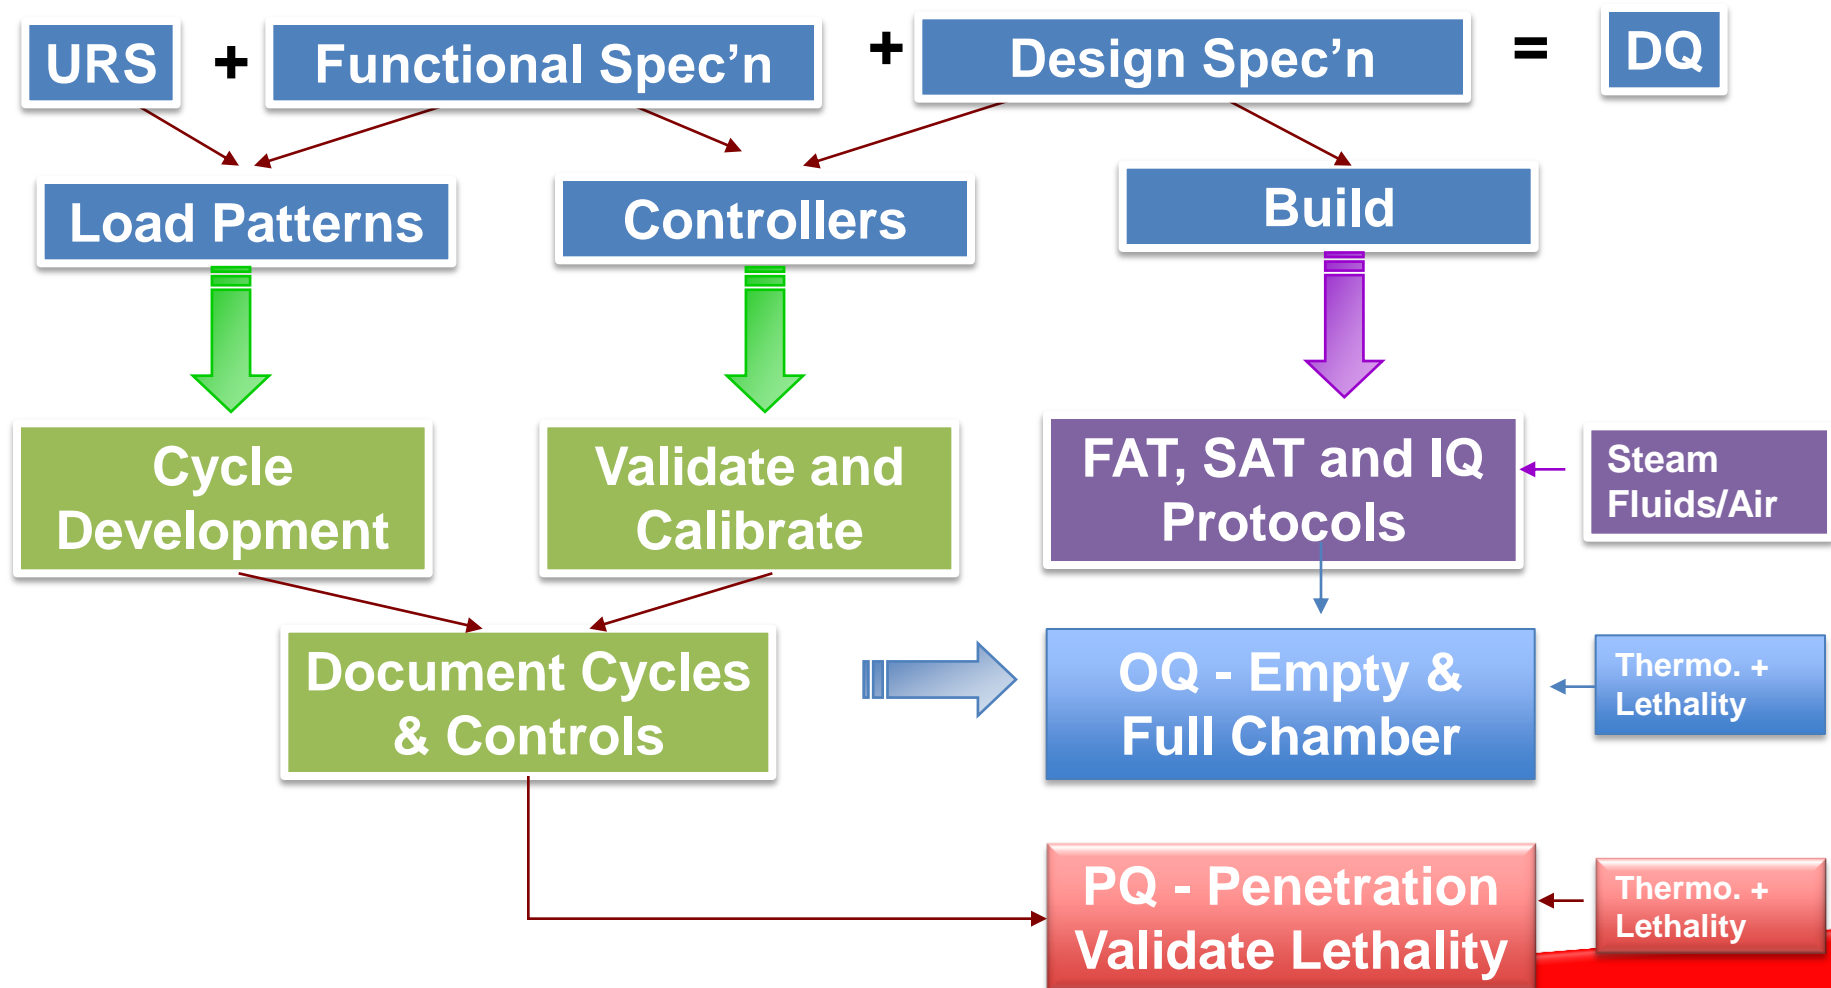 URS + Functional Spec’n + Design Spec’n = DQ
Load Patterns
Controllers
Build
Cycle
Development
Validate and
Calibrate
FAT, SAT and IQ
Protocols
Steam
Fluids/Air
Document Cycles
& Controls
OQ - Empty &
Full Chamber
Thermo. +
Lethality
PQ - Penetration
Validate Lethality
Thermo. +
Lethality